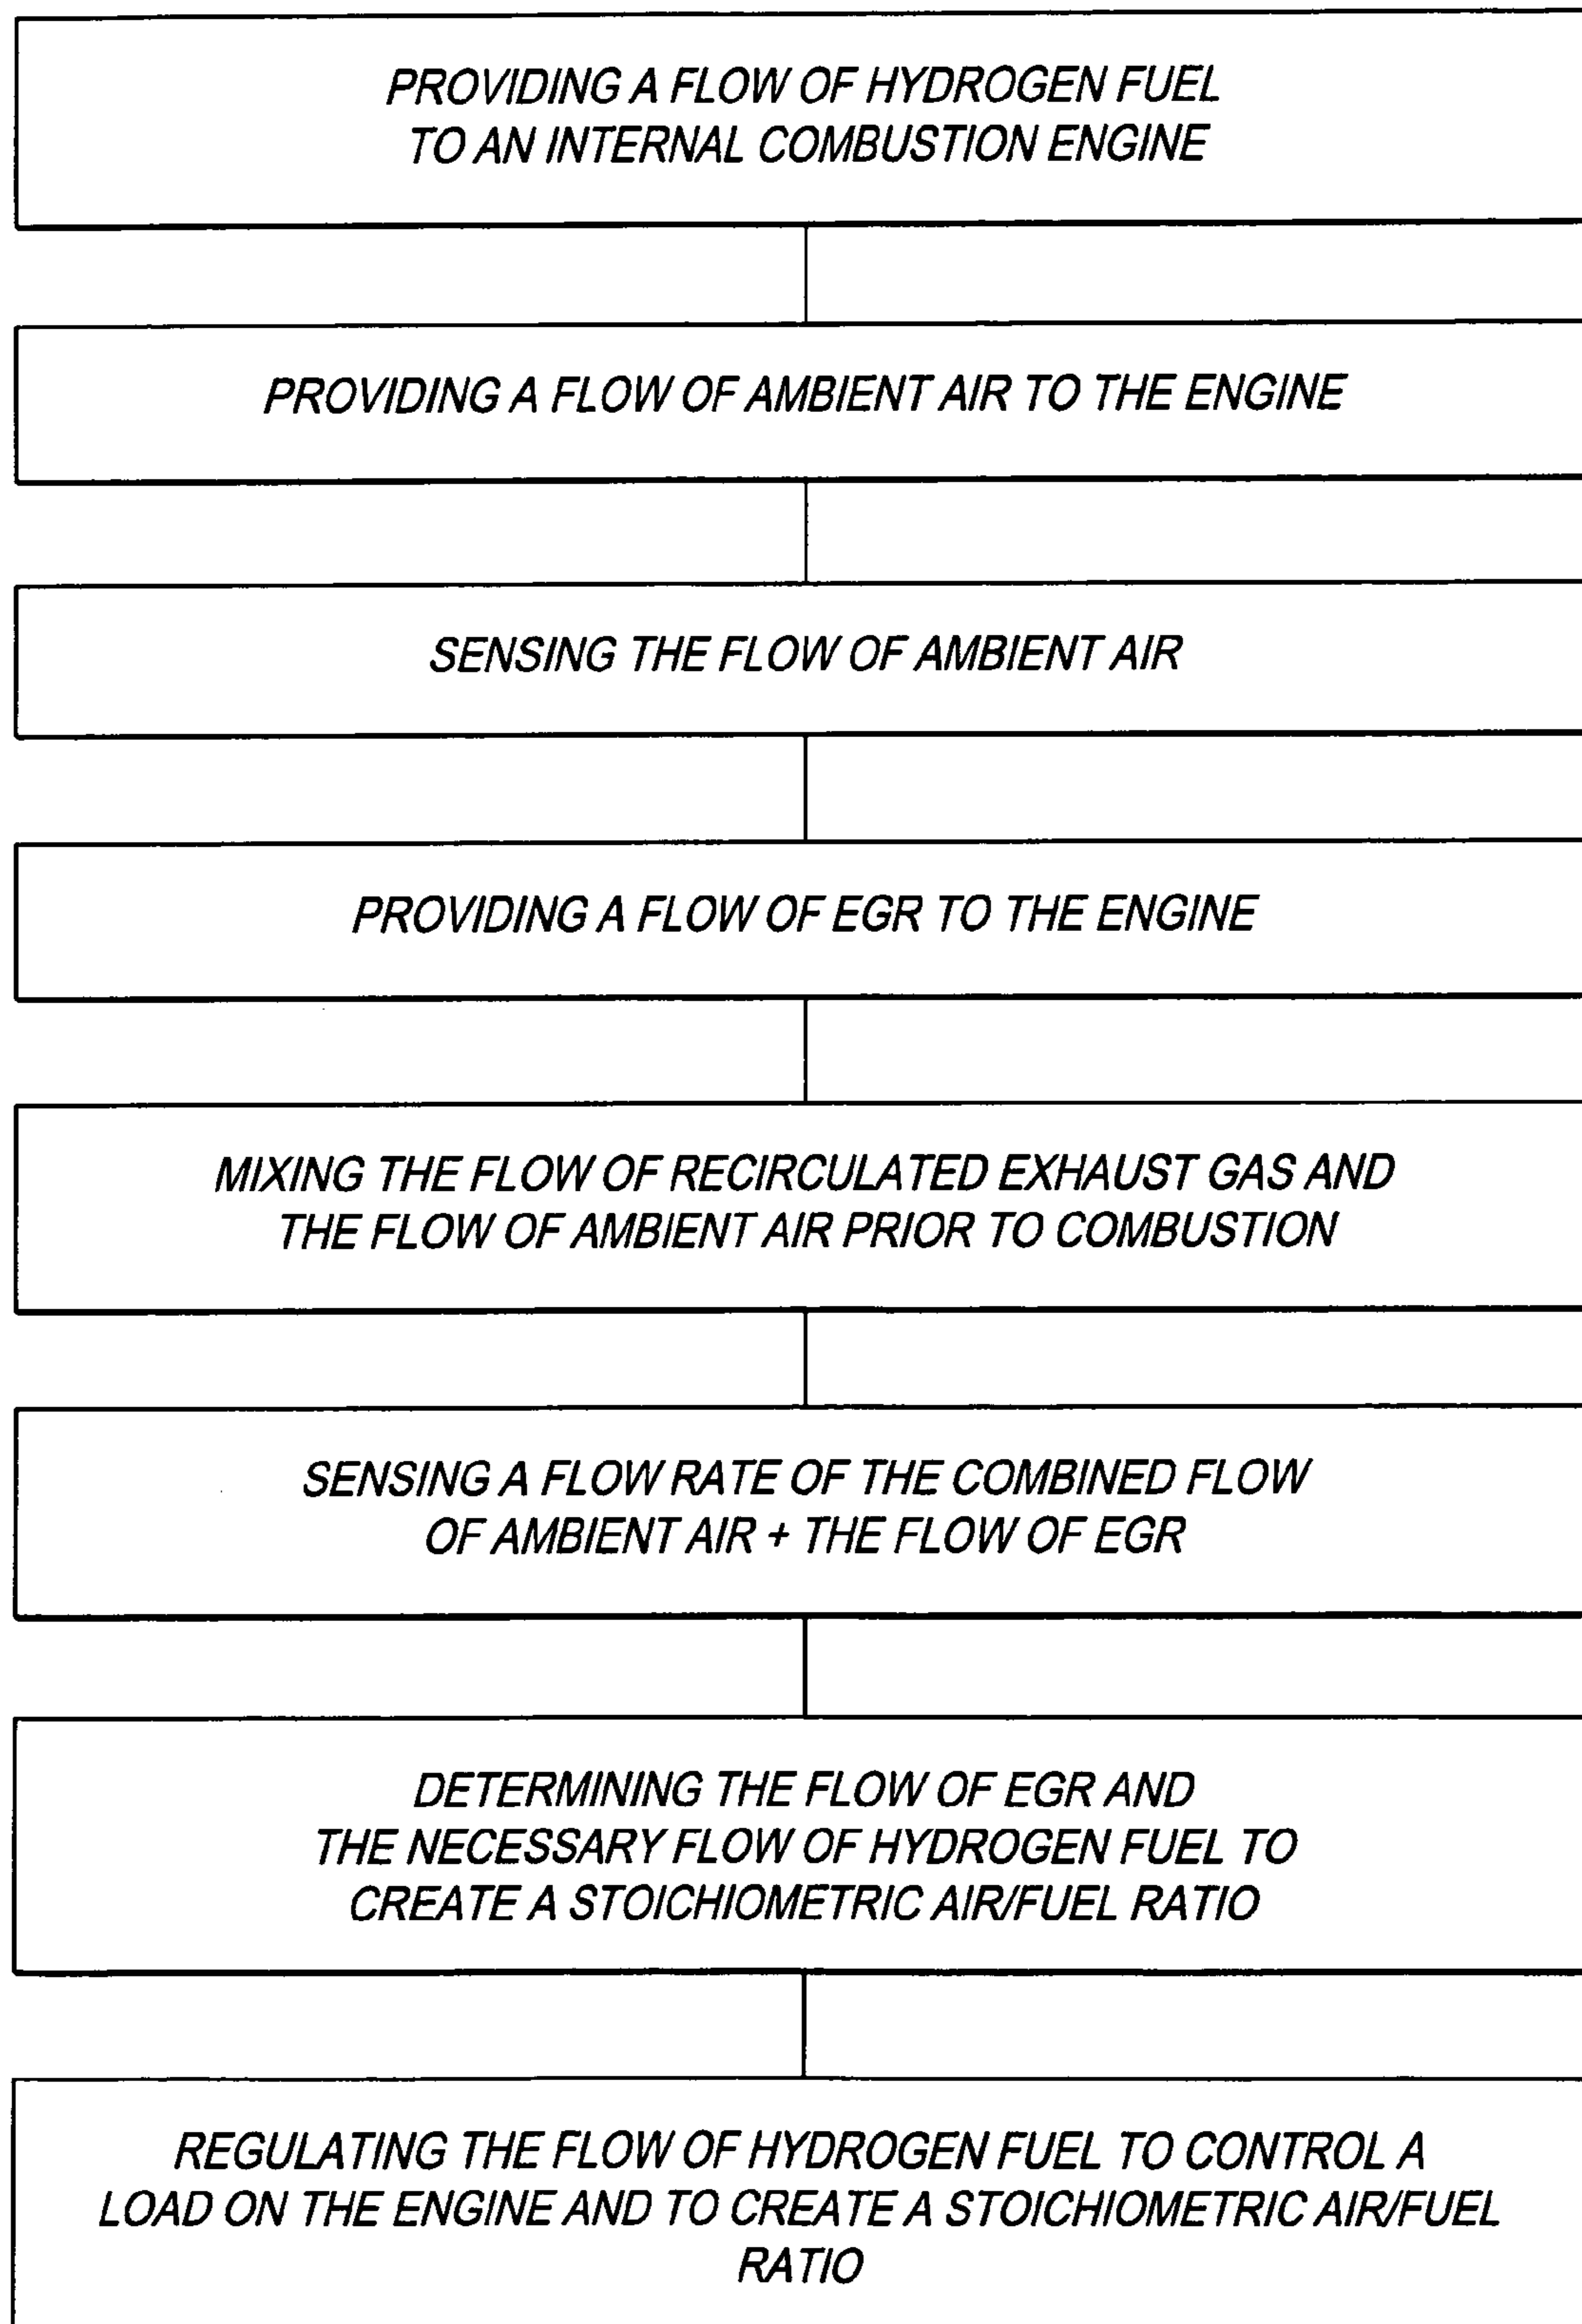 PROVIDING A FLOW OF HYDROGEN FUEL
TO AN INTERNAL COMBUSTION ENGINE
PROVIDING A FLOW OF AMBIENT AIR TO THE ENGINE
SENSING THE FLOW OF AMBIENT AIR
PROVIDING A FLOW OF EGR TO THE ENGINE
MIXING THE FLOW OF RECIRCULATED EXHAUST GAS AND
THE FLOW OF AMBIENT AIR PRIOR TO COMBUSTION
SENSING A FLOW RATE OF THE COMBINED FLOW
OF AMBIENT AIR + THE FLOW OF EGR
DETERMINING THE FLOW OF EGR AND
THE NECESSARY FLOW OF HYDROGEN FUEL TO
CREATE A STOICHIOMETRIC AIR/FUEL RATIO
REGULATING THE FLOW OF HYDROGEN FUEL TO CONTROL A
LOAD ON THE ENGINE AND TO CREATE A STOICHIOMETRIC AIR/FUEL
RATIO